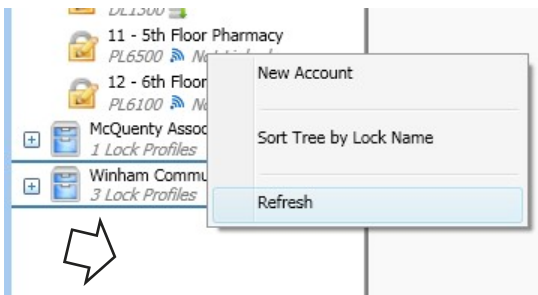 DL1300
11 - 5th Floor Pharmacy
PL6500
12 - 6th Floor
PL6100
McQuenty Assoc
1 Lock Profiles
Winham Commu
3 Lock Profiles
New Account
Sort Tree by Lock Name
Refresh